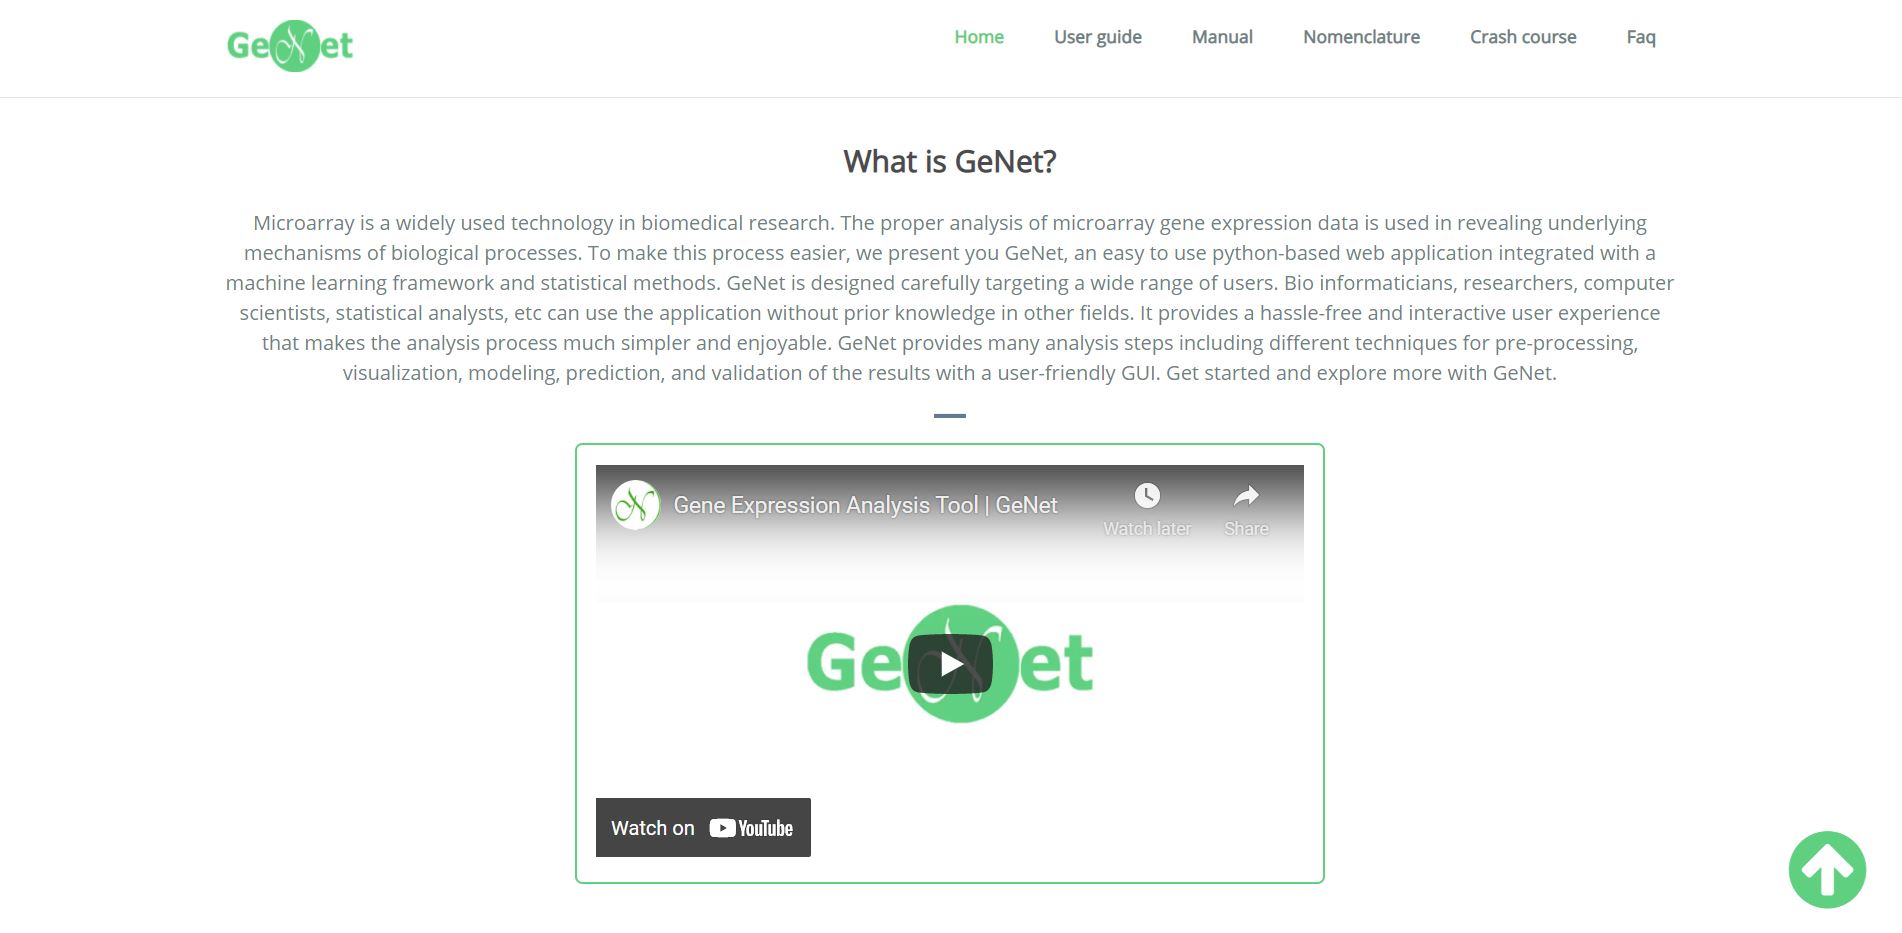 GeNet
Home User guide Manual Nomenclature Crash course Faq
What is GeNet?
Microarray is a widely used technology in biomedical research. The proper analysis of microarray gene expression data is used in revealing underlying
mechanisms of biological processes. To make this process easier, we present you GeNet, an easy to use python-based web application integrated with a
machine learning framework and statistical methods. GeNet is designed carefully targeting a wide range of users. Bio informaticians, researchers, computer
scientists, statistical analysts, etc can use the application without prior knowledge in other fields. It provides a hassle-free and interactive user experience
that makes the analysis process much simpler and enjoyable. GeNet provides many analysis steps including different techniques for pre-processing,
visualization, modeling, prediction, and validation of the results with a user-friendly GUI. Get started and explore more with GeNet.
N Gene Expression Analysis Tool | GeNet
Watch later Share
GeNet
Watch on YouTube